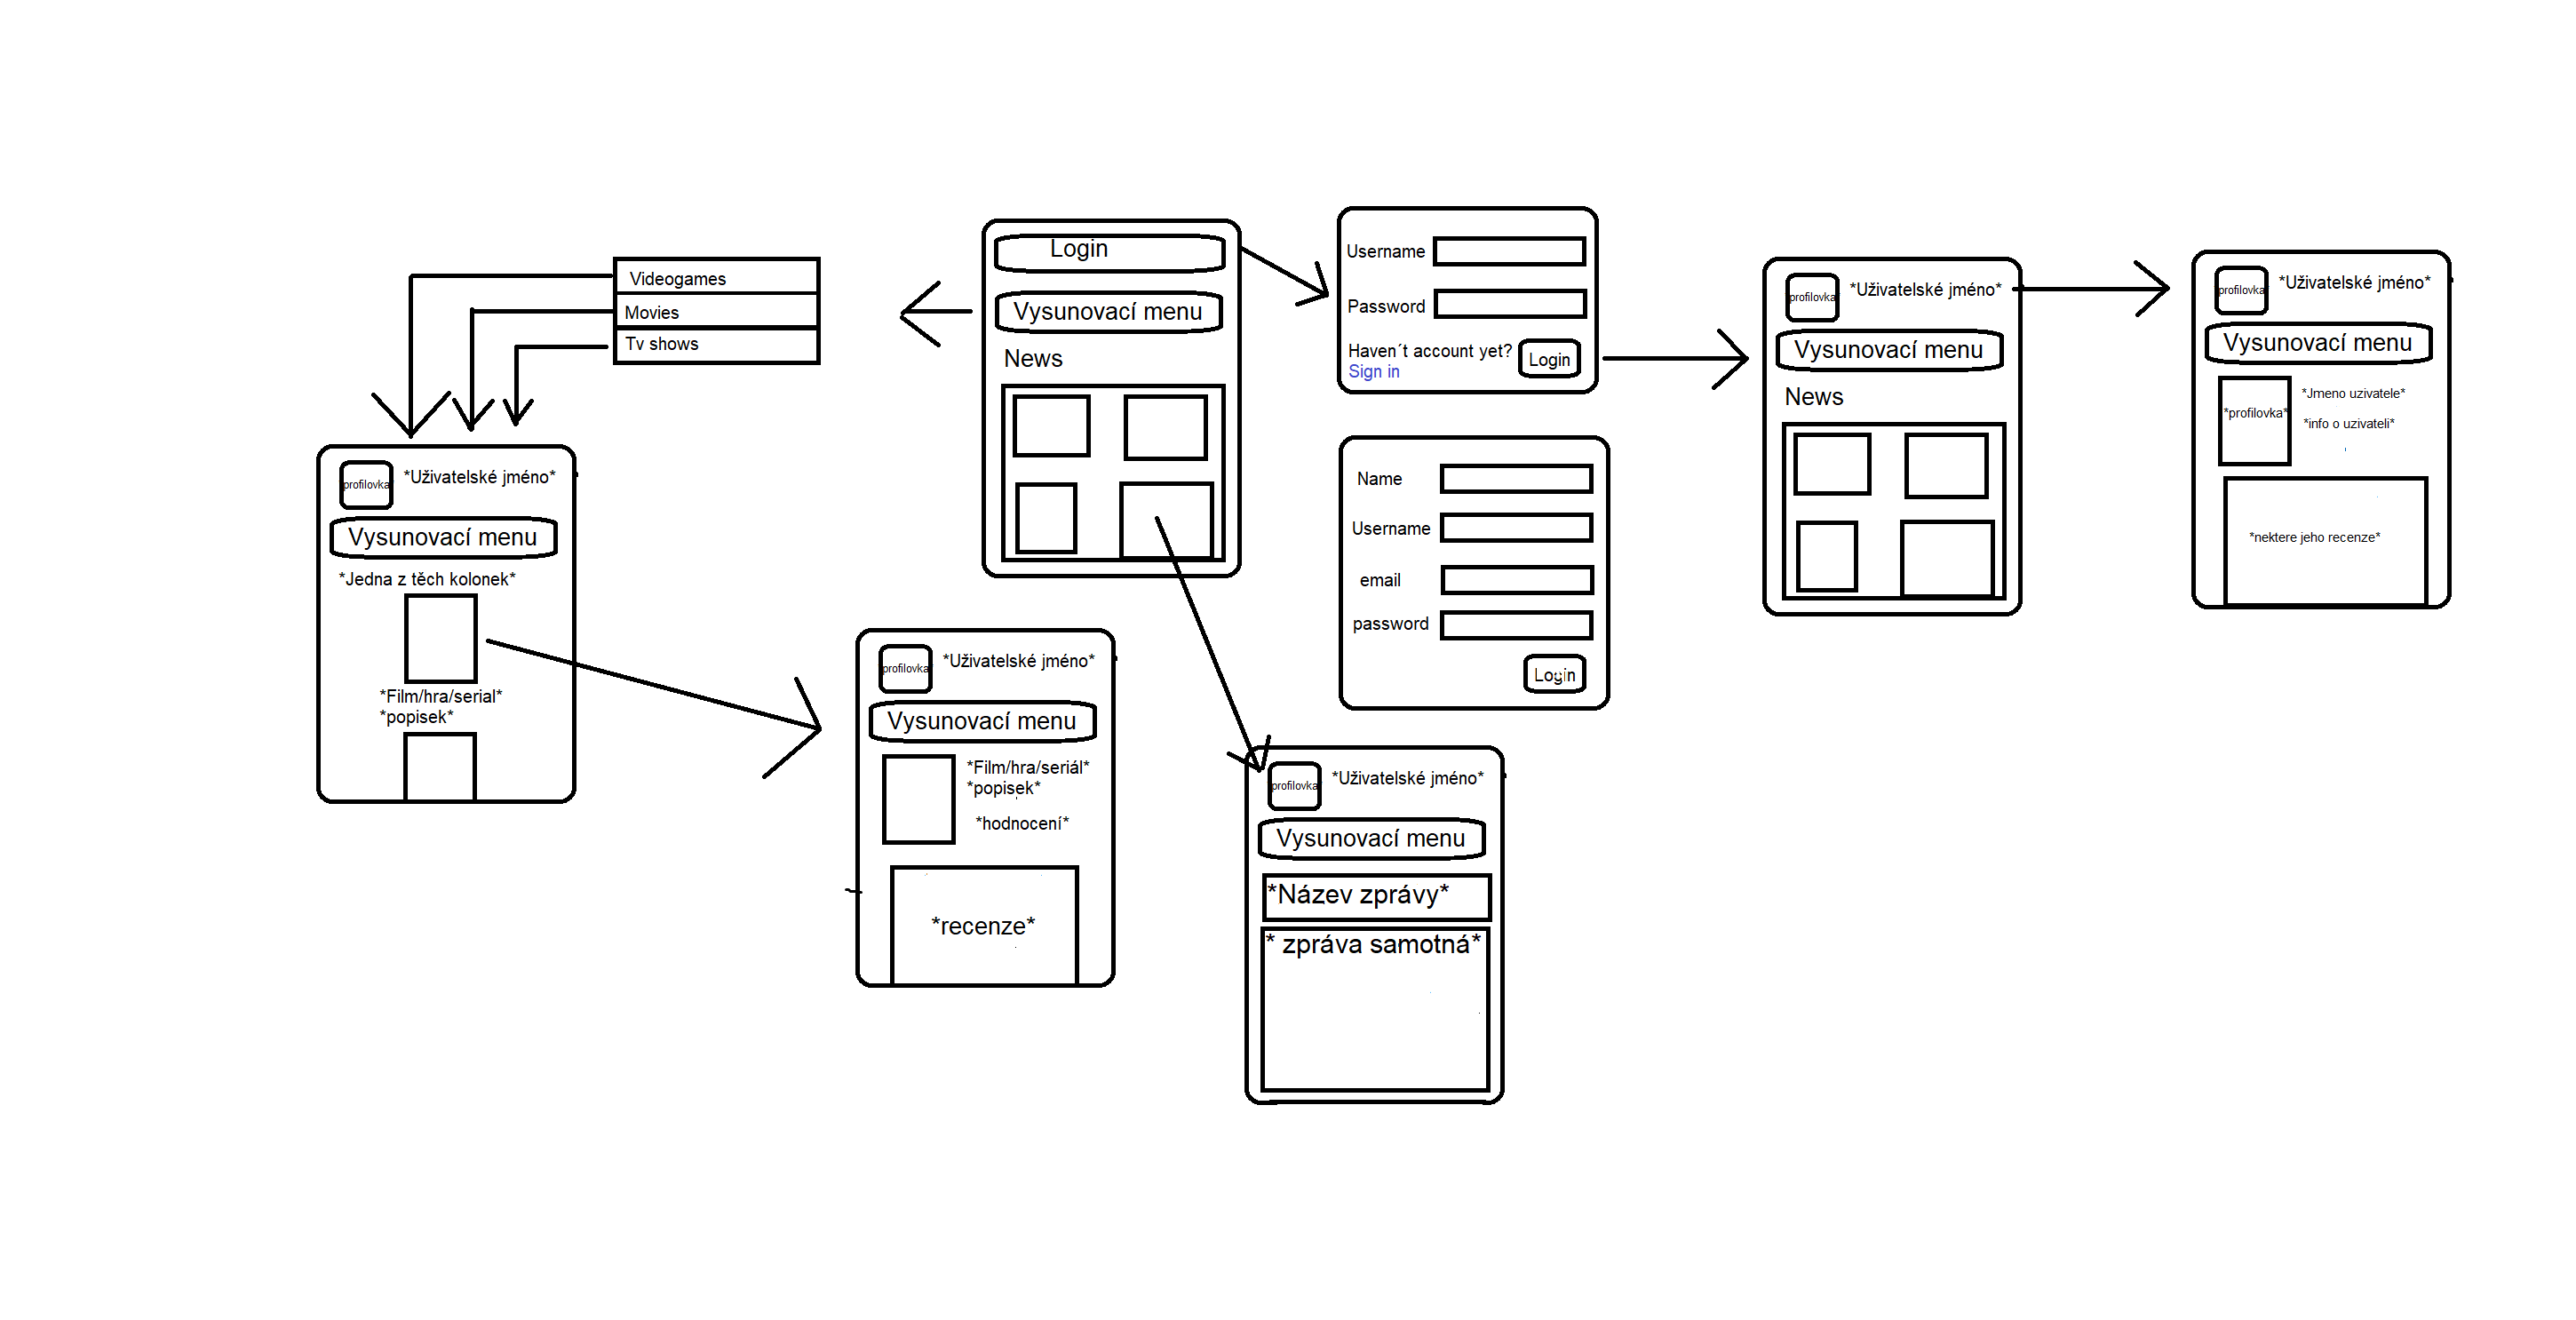 Videogames
Movies
Tv shows
profilovka
*Uživatelské jméno*
Vysunovací menu
*Jedna z těch kolonek*
*Film/hra/serial*
*popisek*
Login
Vysunovací menu
News
profilovka
*Uživatelské jméno*
Vysunovací menu
*Film/hra/seriál*
*popisek*
*hodnocení*
*recenze*
Username
Password
Haven´t account yet?
Sign in
Login
Name
Username
email
password
Login
profilovka
*Uživatelské jméno*
Vysunovací menu
*Název zprávy*
* zpráva samotná*
profilovka
*Uživatelské jméno*
Vysunovací menu
News
profilovka
*Uživatelské jméno*
Vysunovací menu
*profilovka*
*Jmeno uzivatele*
*info o uzivateli*
*nektere jeho recenze*